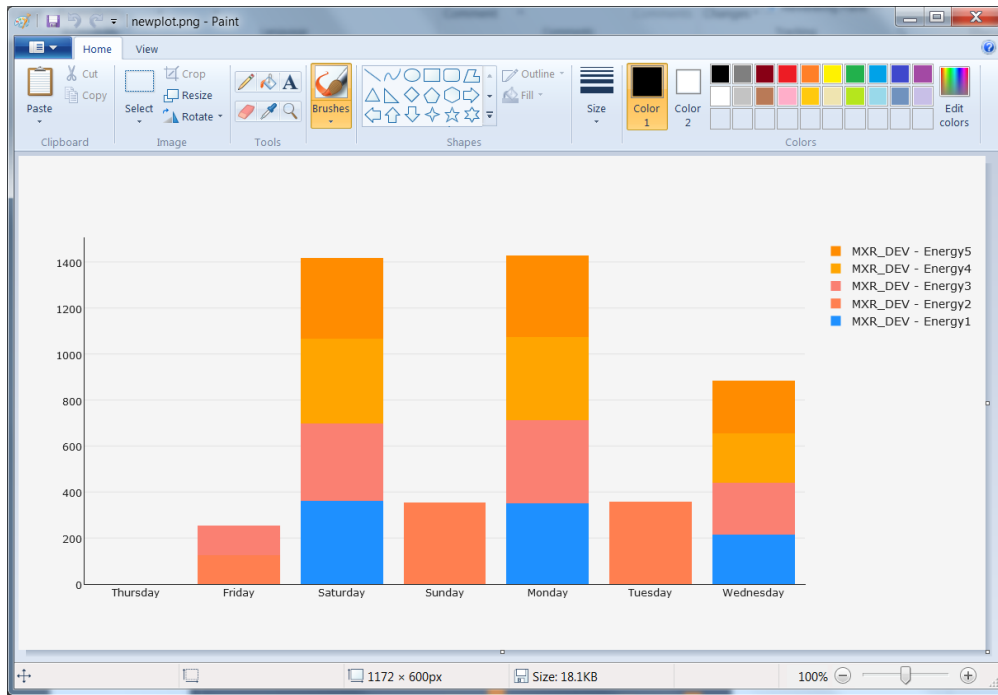 newplot.png - Paint
Home View
Paste
Cut
Copy
Clipboard
Select
Crop
Resize
Rotate
Image
Tools
Brushes
Outline
Fill
Shapes
Size
Color 1
Color 2
Edit colors
Colors
1400
1200
1000
800
600
400
200
0
Thursday Friday Saturday Sunday Monday Tuesday Wednesday
MXR_DEV - Energy5
MXR_DEV - Energy4
MXR_DEV - Energy3
MXR_DEV - Energy2
MXR_DEV - Energy1
1172 × 600px Size: 18.1KB 100%